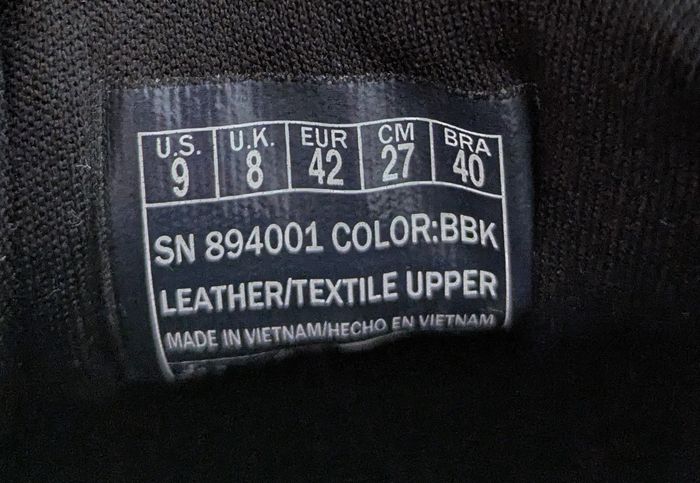 U.S. U.K. EUR CM BRA
9 8 42 27 40
SN 894001 COLOR:BBK
LEATHER/TEXTILE UPPER
MADE IN VIETNAM/HECHO EN VIETNAM